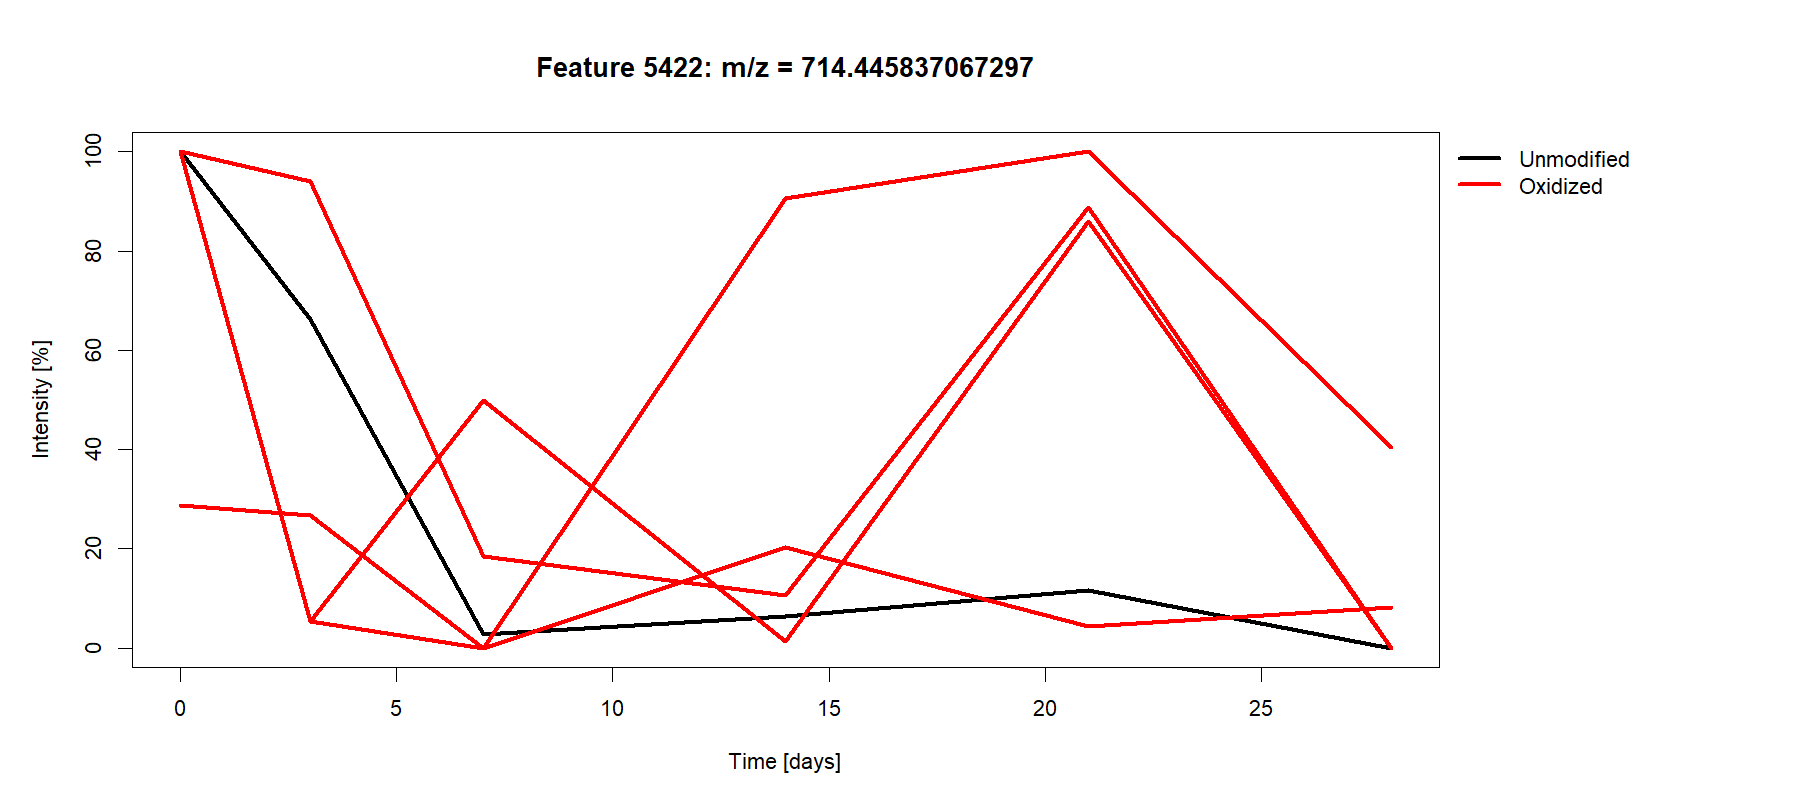 Feature 5422: m/z = 714.445837067297
Unmodified
Oxidized
Intensity [%]
100
80
60
40
20
0
0 5 10 15 20 25
Time [days]